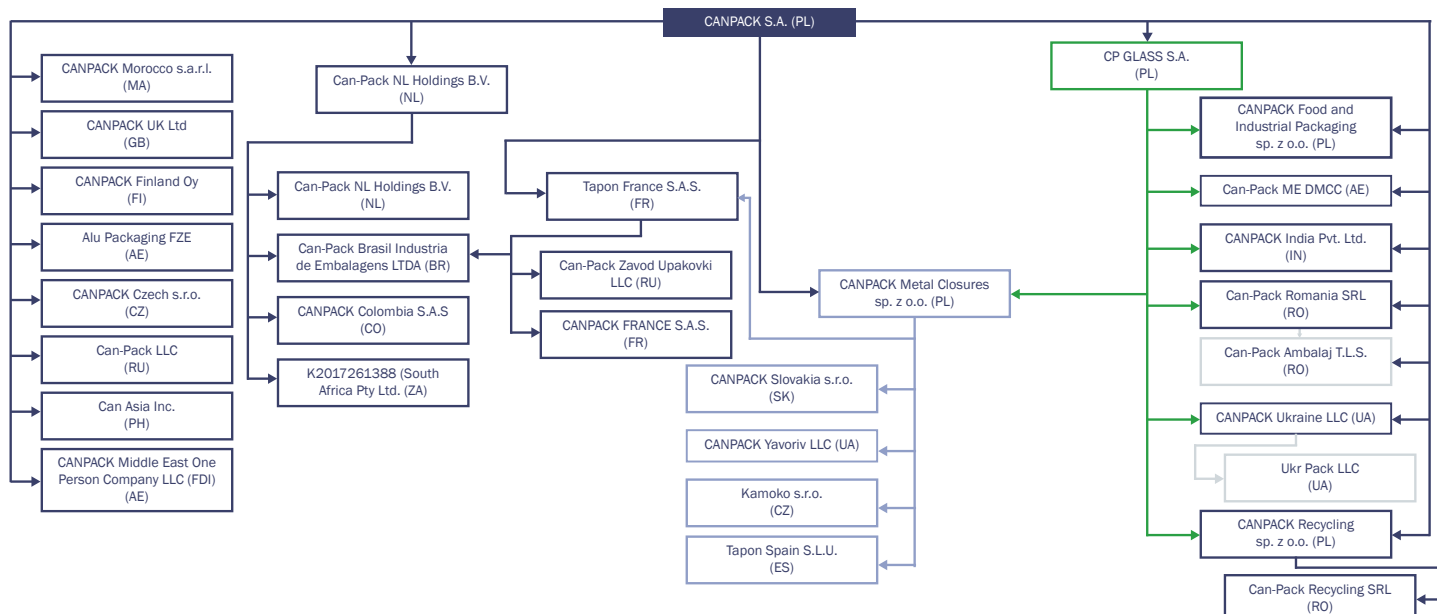 CANPACK S.A. (PL)
CANPACK Morocco s.a.r.l.
(MA)
CANPACK UK Ltd
(GB)
CANPACK Finland Oy
(FI)
Alu Packaging FZE
(AE)
CANPACK Czech s.r.o.
(CZ)
Can-Pack LLC
(RU)
Can Asia Inc.
(PH)
CANPACK Middle East One
Person Company LLC (FDI)
(AE)
Can-Pack NL Holdings B.V.
(NL)
Can-Pack NL Holdings B.V.
(NL)
Can-Pack Brasil Industria
de Embalagens LTDA (BR)
CANPACK Colombia S.A.S
(CO)
K2017261388 (South
Africa Pty Ltd. (ZA)
Tapon France S.A.S.
(FR)
Can-Pack Zavod Upakovki
LLC (RU)
CANPACK FRANCE S.A.S.
(FR)
CANPACK Metal Closures
sp. z o.o. (PL)
CANPACK Slovakia s.r.o.
(SK)
CANPACK Yavoriv LLC (UA)
Kamoko s.r.o.
(CZ)
Tapon Spain S.L.U.
(ES)
CP GLASS S.A.
(PL)
CANPACK Food and
Industrial Packaging
sp. z o.o. (PL)
Can-Pack ME DMCC (AE)
CANPACK India Pvt. Ltd.
(IN)
Can-Pack Romania SRL
(RO)
Can-Pack Ambalaj T.L.S.
(RO)
CANPACK Ukraine LLC (UA)
Ukr Pack LLC
(UA)
CANPACK Recycling
sp. z o.o. (PL)
Can-Pack Recycling SRL
(RO)